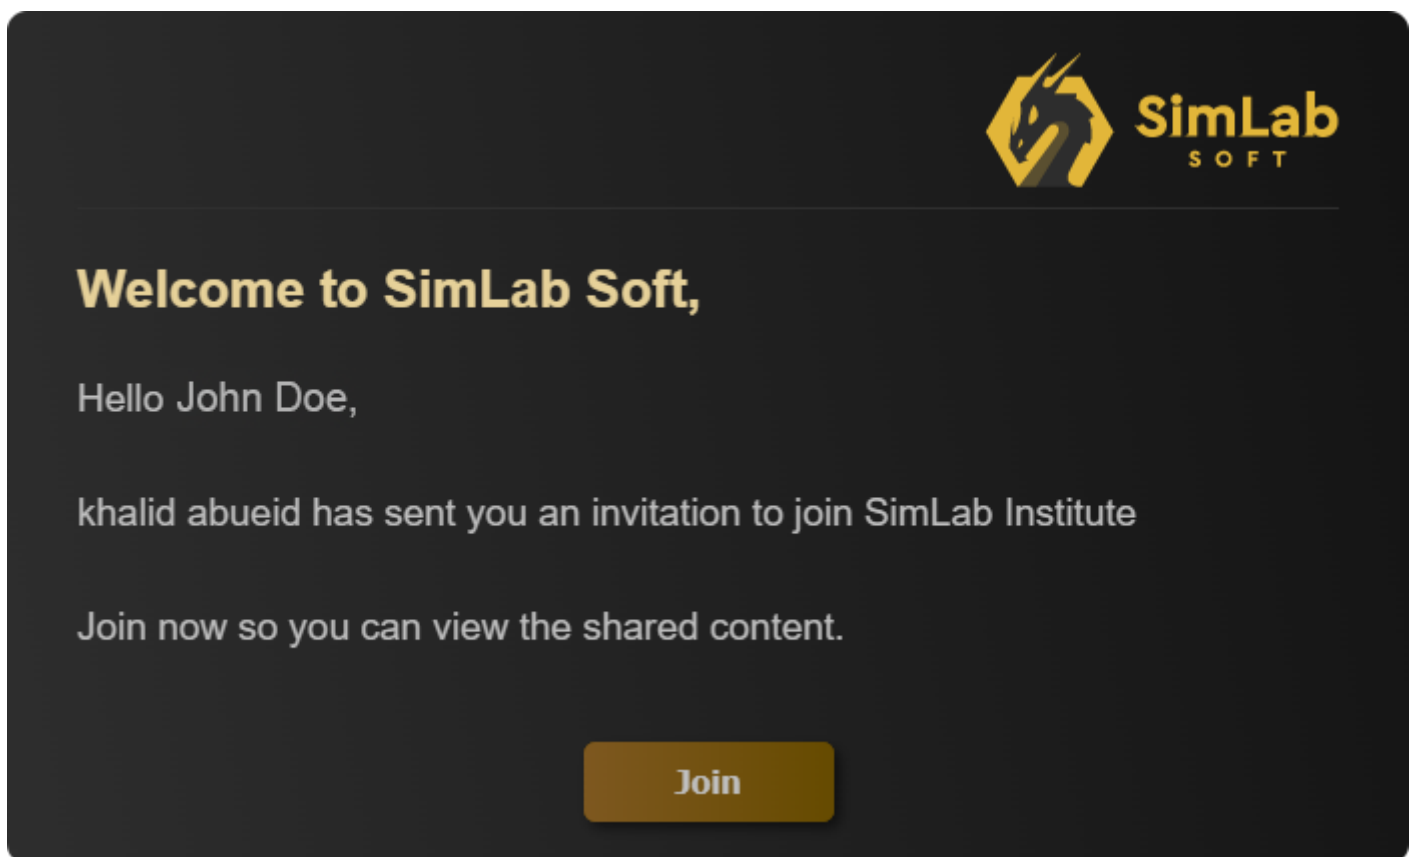 SimLab
SOFT
Welcome to SimLab Soft,
Hello John Doe,
khalid abueid has sent you an invitation to join SimLab Institute
Join now so you can view the shared content.
Join